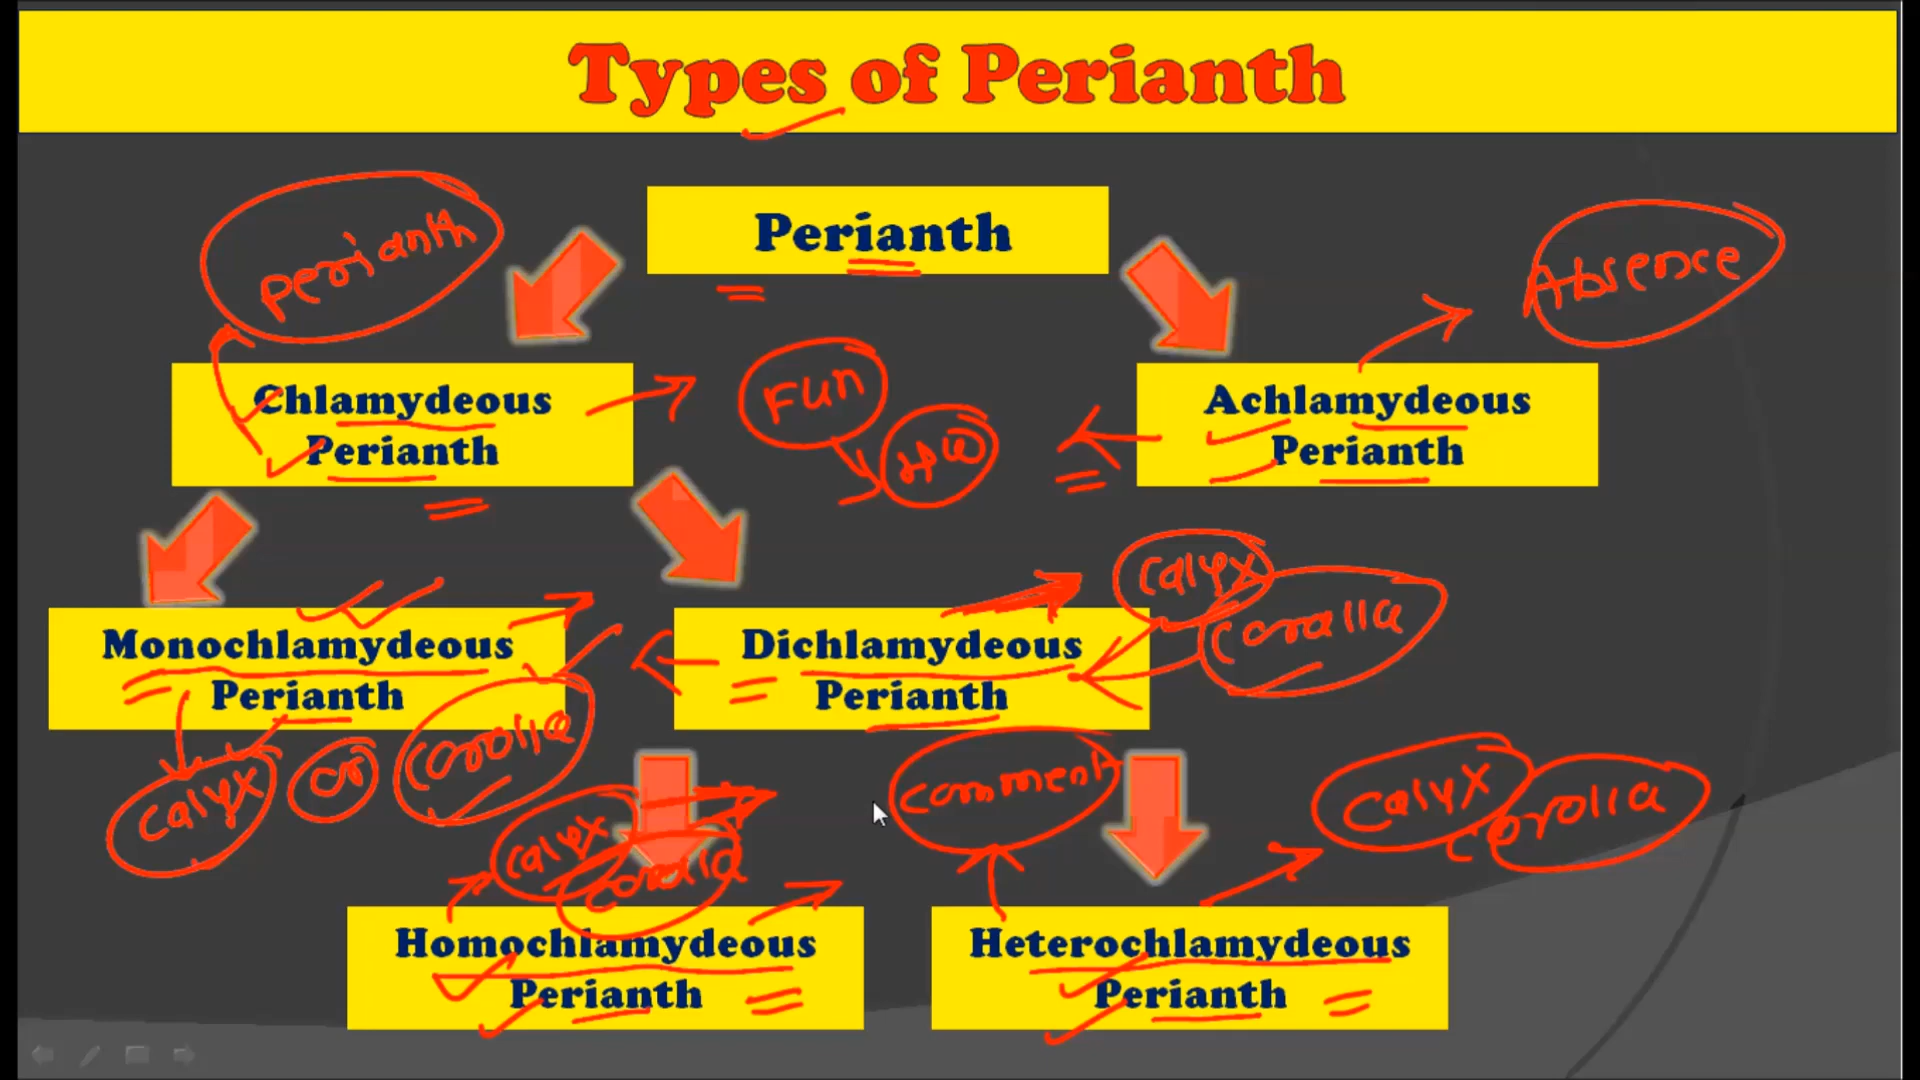 Types of Perianth
Perianth
perianth
Absence
Chlamydeous
Perianth
Fun
Achlamydeous
Perianth
Calyx
Corolla
Monochlamydeous
Perianth
Dichlamydeous
Perianth
Calyx or Corolla
Comment
Calyx
Corolla
Calyx
Corolla
Homochlamydeous
Perianth
Heterochlamydeous
Perianth